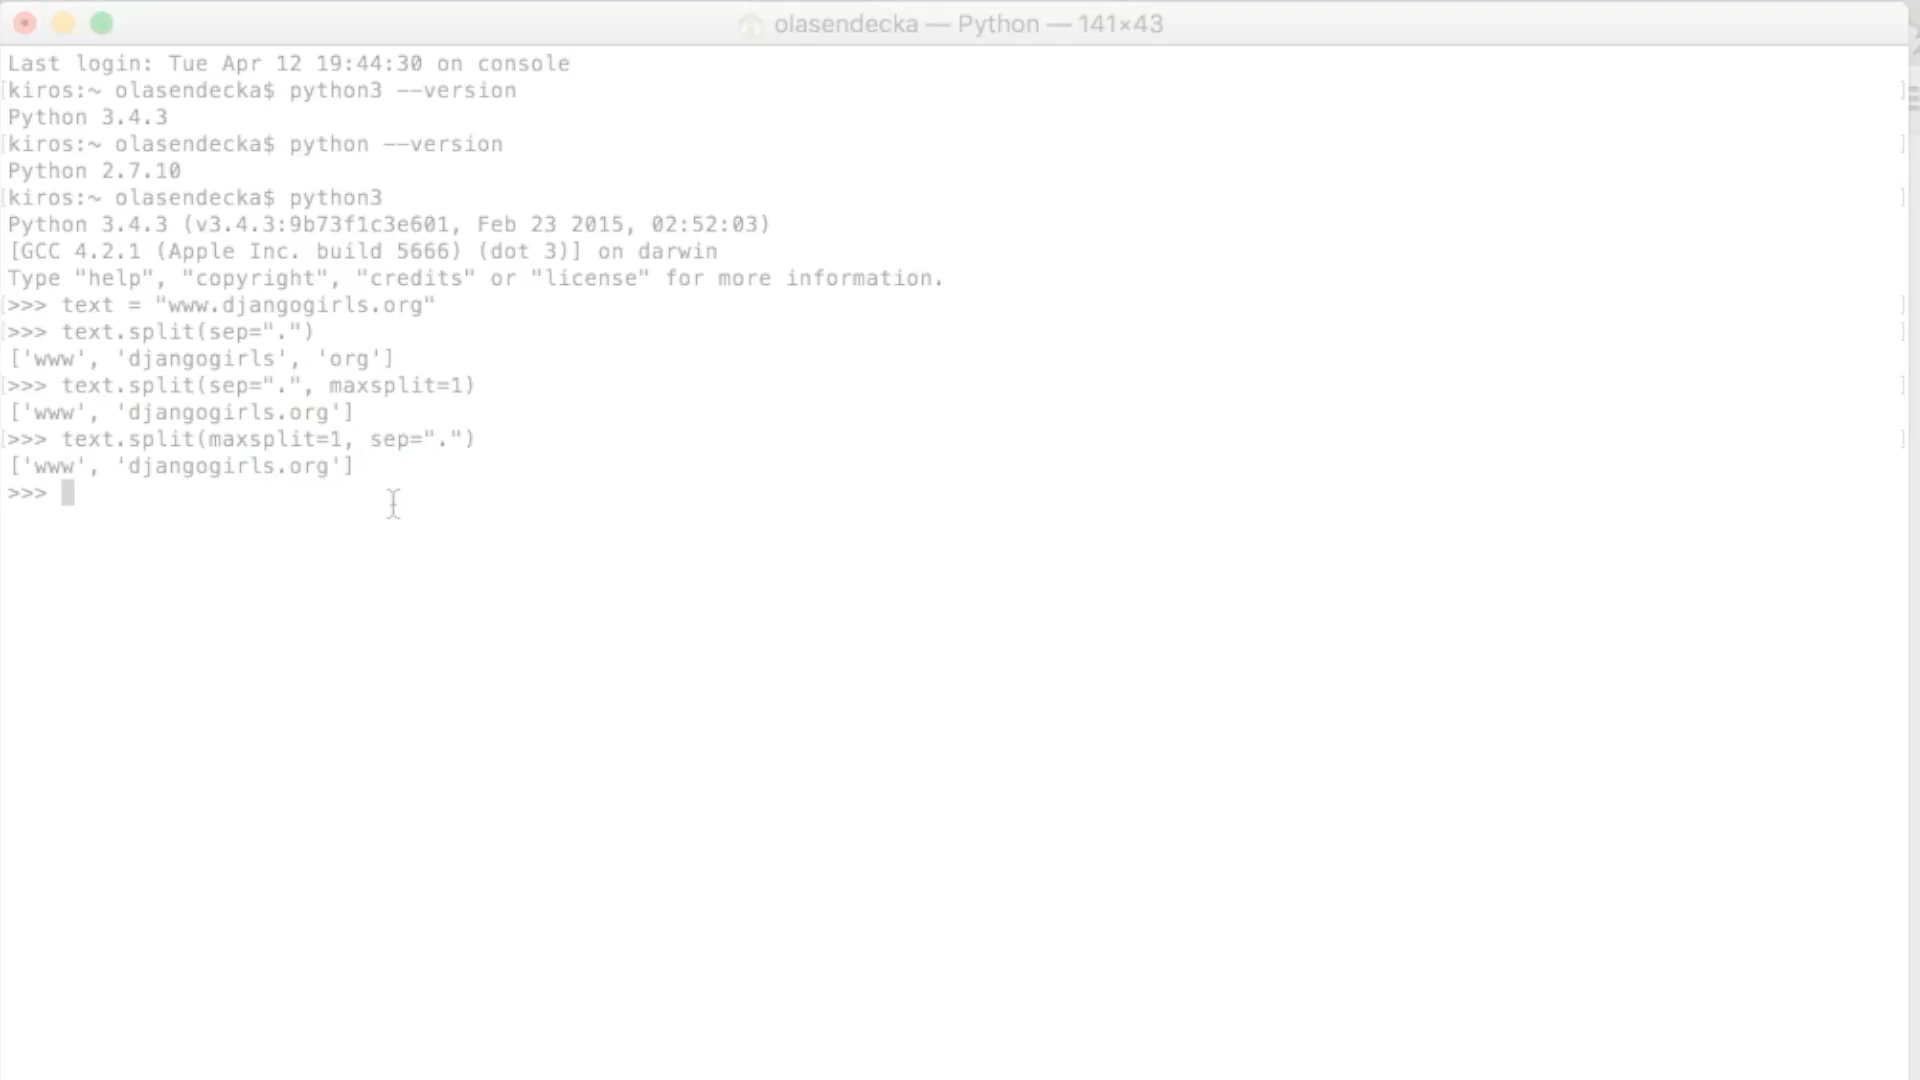 olasendecka — Python — 141×43
Last login: Tue Apr 12 19:44:30 on console
[kiros:~ olasendecka$ python3 --version ]
Python 3.4.3
[kiros:~ olasendecka$ python --version ]
Python 2.7.10
[kiros:~ olasendecka$ python3 ]
Python 3.4.3 (v3.4.3:9b73f1c3e601, Feb 23 2015, 02:52:03)
[GCC 4.2.1 (Apple Inc. build 5666) (dot 3)] on darwin
Type "help", "copyright", "credits" or "license" for more information.
[>>> text = "www.djangogirls.org" ]
[>>> text.split(sep=".") ]
['www', 'djangogirls', 'org']
[>>> text.split(sep=".", maxsplit=1) ]
['www', 'djangogirls.org']
[>>> text.split(maxsplit=1, sep=".") ]
['www', 'djangogirls.org']
>>>